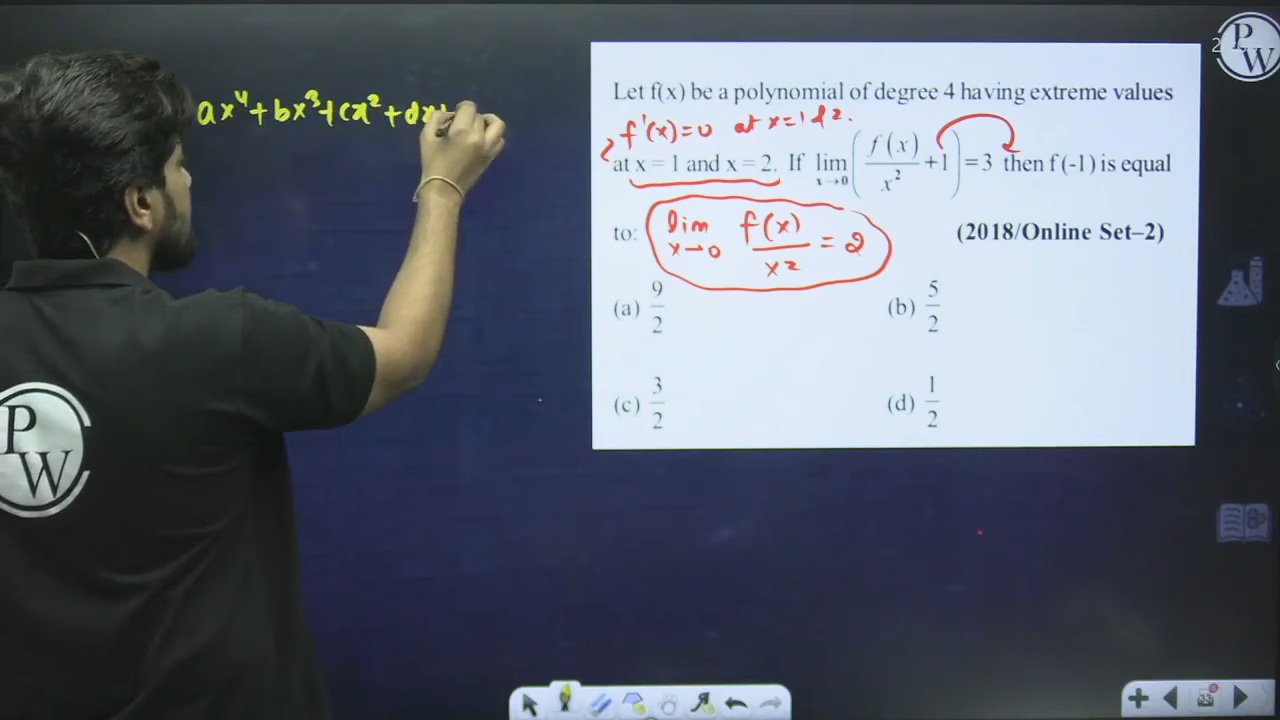 ax⁴+bx³+cx²+dx+
Let f(x) be a polynomial of degree 4 having extreme values
f'(x)=0 at x=1&2.
at x = 1 and x = 2. If lim x→0 (f(x)/x² +1) = 3 then f(-1) is equal
to: lim x→0 f(x)/x² = 2 (2018/Online Set–2)
(a) 9/2 (b) 5/2
(c) 3/2 (d) 1/2
P W
P W
2
33